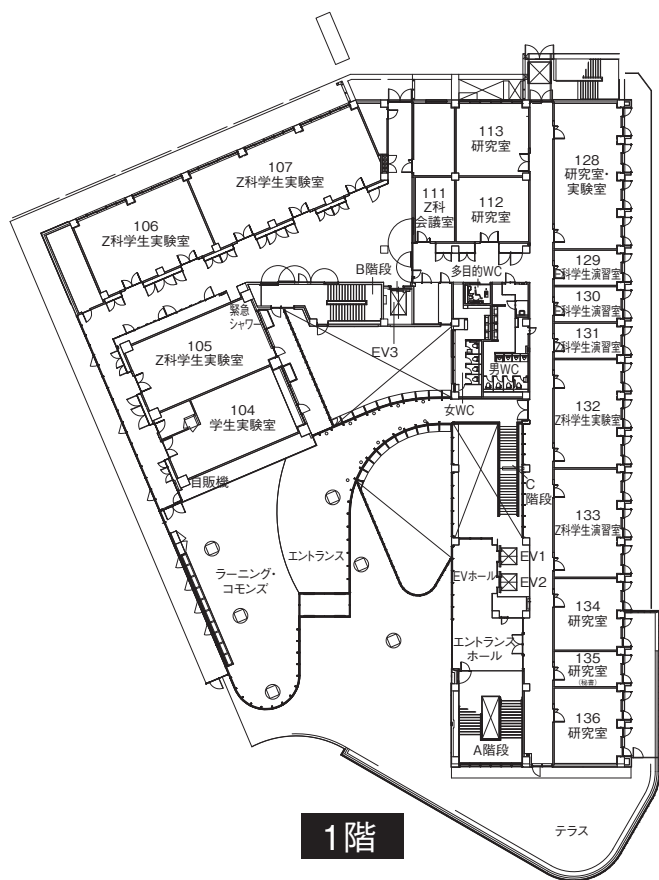 113
研究室
128
研究室・
実験室
107
Z科学生実験室
111
Z科
会議室
112
研究室
106
Z科学生実験室
129
Z科学生演習室
B階段
多目的WC
130
Z科学生演習室
緊急
シャワー
131
Z科学生演習室
105
Z科学生実験室
EV3
男WC
132
Z科学生実験室
104
学生実験室
女WC
自販機
C
階段
133
Z科学生演習室
エントランス
EV1
EVホール
EV2
ラーニング・
コモンズ
134
研究室
エントランス
ホール
135
研究室
(秘書)
136
研究室
A階段
テラス
1階